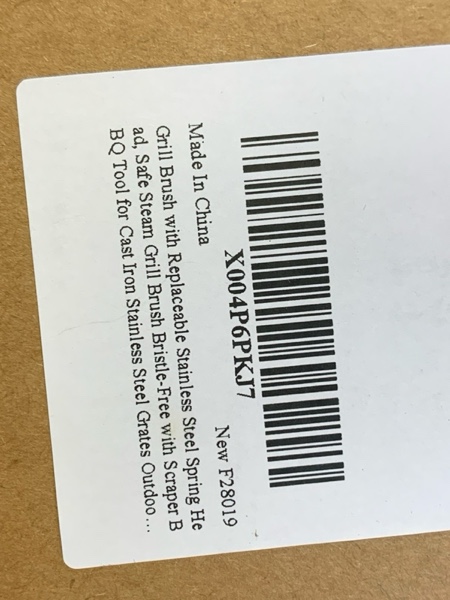 X004P6PKJ7
New F28019
Made In China
Grill Brush with Replaceable Stainless Steel Spring He
ad, Safe Steam Grill Brush Bristle-Free with Scraper B
BQ Tool for Cast Iron Stainless Steel Grates Outdoo...